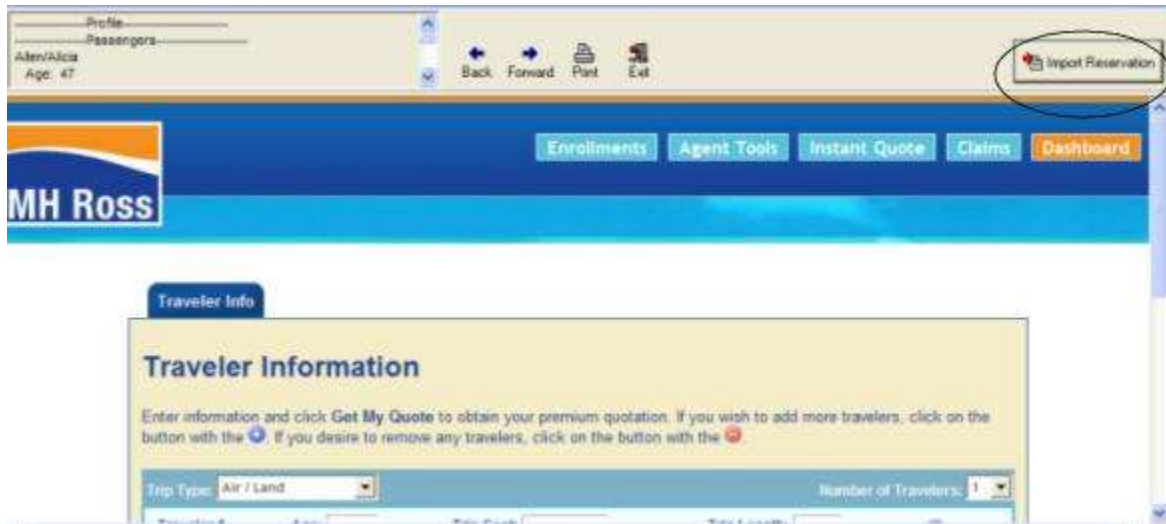 Profile
Passengers
Allen/Alicia
Age: 47
Back Forward Print Exit
Import Reservation
Enrollments Agent Tools Instant Quote Claims Dashboard
MH Ross
Traveler Info
Traveler Information
Enter information and click Get My Quote to obtain your premium quotation. If you wish to add more travelers, click on the
button with the . If you desire to remove any travelers, click on the button with the .
Trip Type: Air / Land Number of Travelers: 1